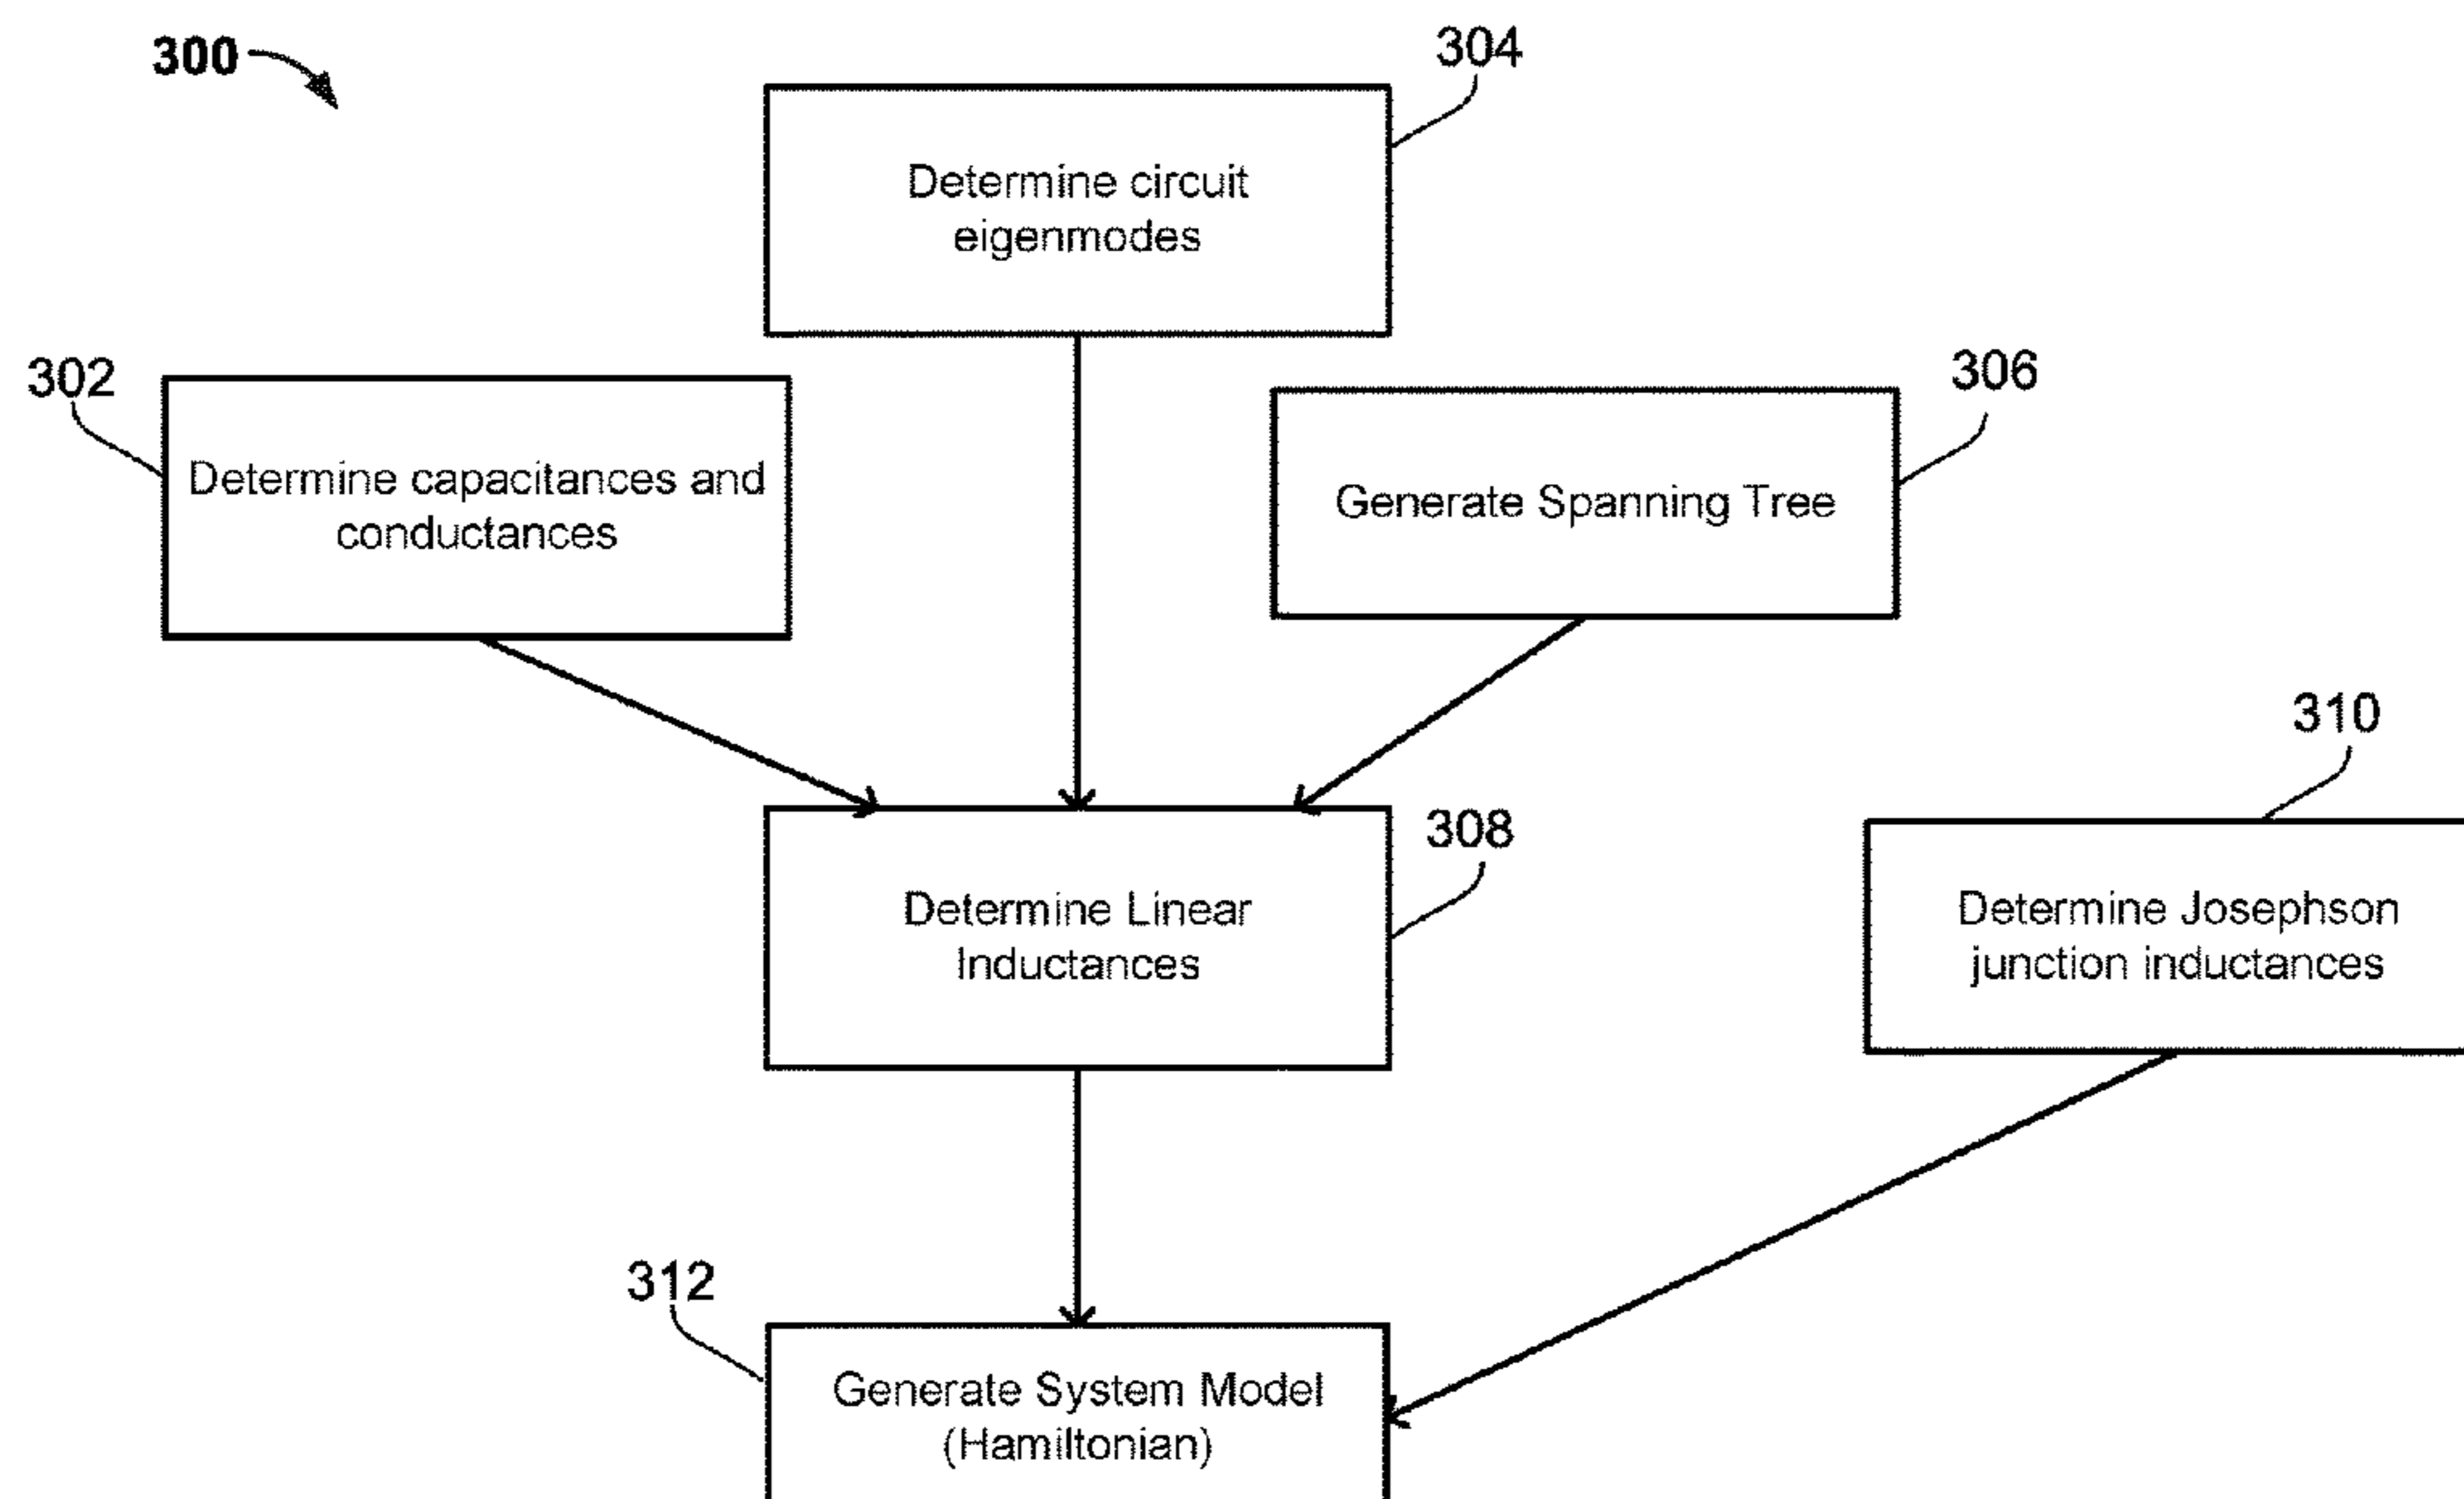 300
304
Determine circuit
eigenmodes
302
Determine capacitances and
conductances
306
Generate Spanning Tree
308
Determine Linear
Inductances
310
Determine Josephson
junction inductances
312
Generate System Model
(Hamiltonian)